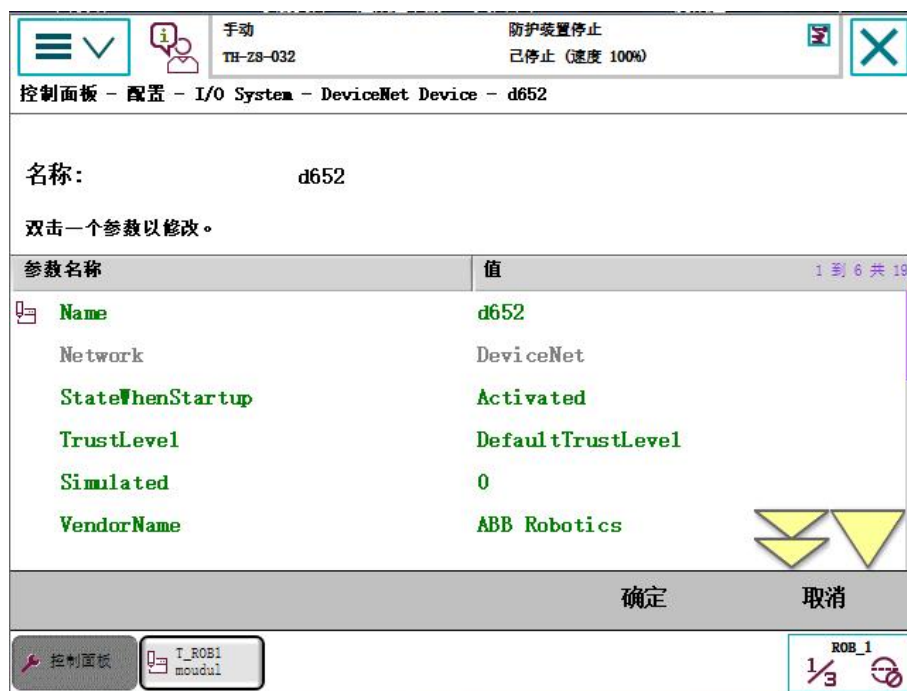 手动
防护装置停止
TH-ZS-032
已停止 (速度 100%)
控制面板 - 配置 - I/O System - DeviceNet Device - d652
名称:
d652
双击一个参数以修改。
参数名称
值
1 到 6 共 19
Name
d652
Network
DeviceNet
StateWhenStartup
Activated
TrustLevel
DefaultTrustLevel
Simulated
0
VendorName
ABB Robotics
确定
取消
控制面板
T_ROB1
moudul
ROB_1
1/3